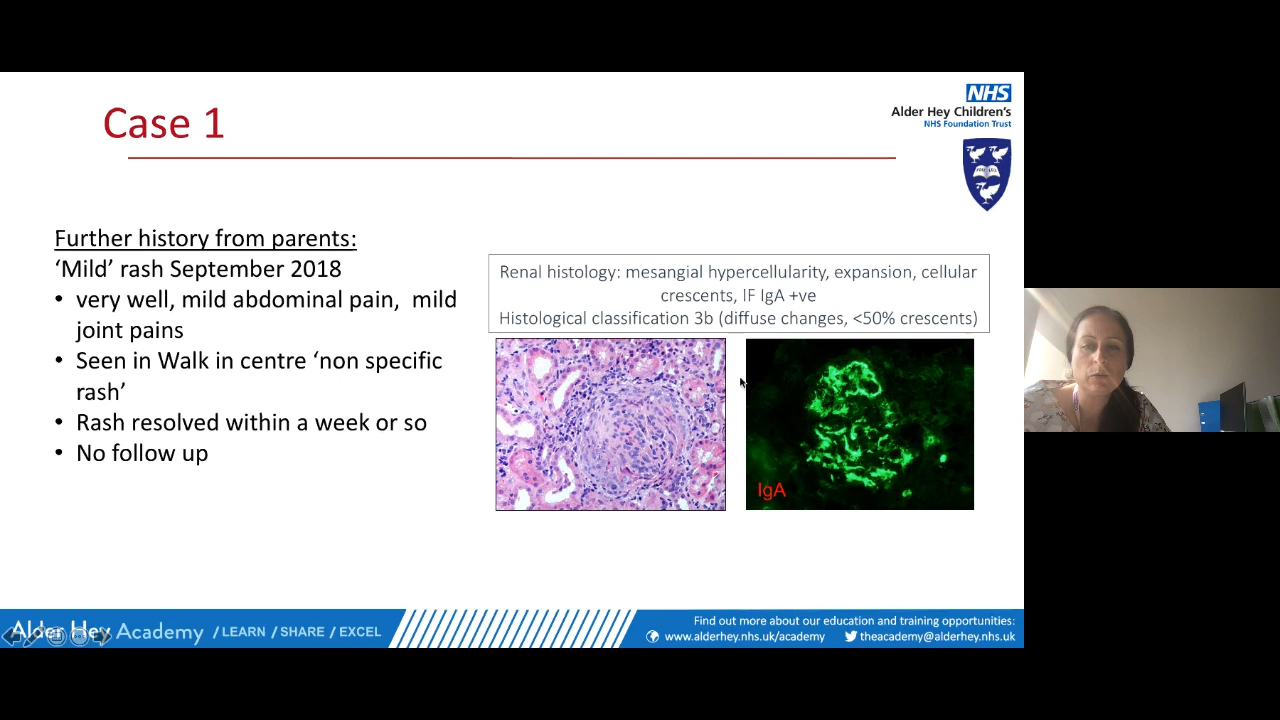 Case 1
NHS
Alder Hey Children's
NHS Foundation Trust
Further history from parents:
‘Mild’ rash September 2018
• very well, mild abdominal pain, mild
joint pains
• Seen in Walk in centre ‘non specific
rash’
• Rash resolved within a week or so
• No follow up
Renal histology: mesangial hypercellularity, expansion, cellular
crescents, IF IgA +ve
Histological classification 3b (diffuse changes, <50% crescents)
IgA
Alder Hey Academy / LEARN / SHARE / EXCEL
Find out more about our education and training opportunities:
www.alderhey.nhs.uk/academy theacademy@alderhey.nhs.uk